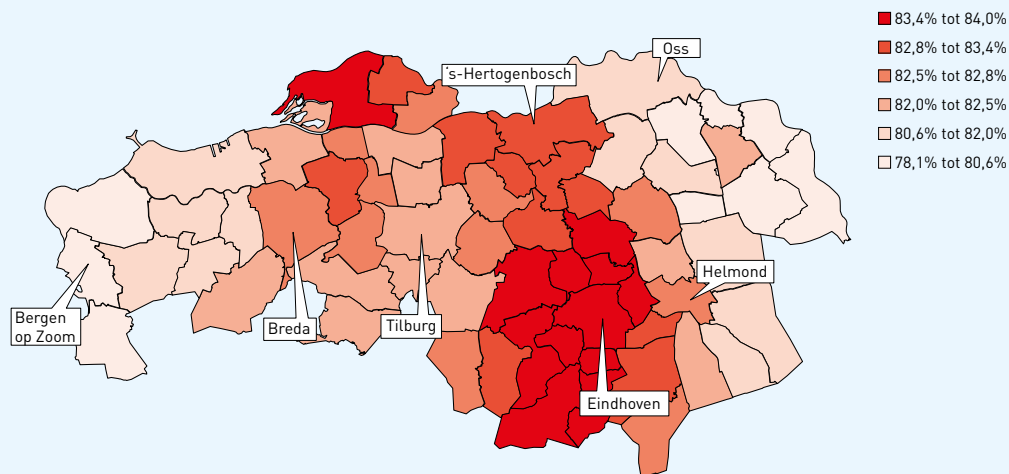 83,4% tot 84,0%
82,8% tot 83,4%
82,5% tot 82,8%
82,0% tot 82,5%
80,6% tot 82,0%
78,1% tot 80,6%
Oss
's-Hertogenbosch
Helmond
Bergen
op Zoom
Breda
Tilburg
Eindhoven